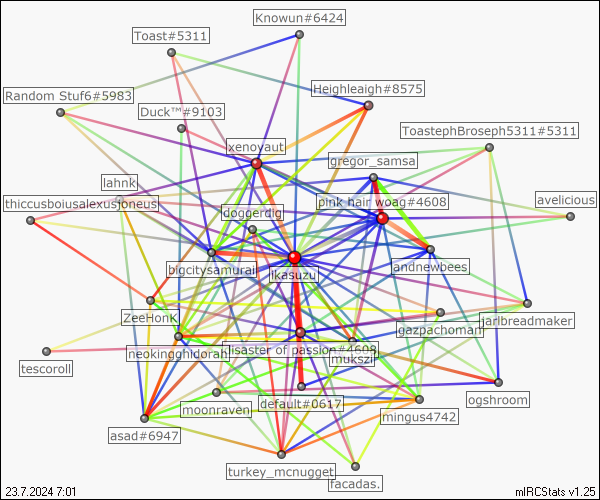 Knowun#6424
Toast#5311
Heighleigh#8575
Random Stuf6#5983
Duck™#9103
ToastephBroseph5311#5311
xenoyaut
gregor_samsa
lahnk
pink hair woag#4608
thiccusboiusalexusjoneus
avelicious
doggerdig
bigcitysamurai
ikasuzu
andnewbees
ZeeHonK
gazpachoman
jarlbreadmaker
neokingghidorah
disaster of passion#4608
mukszi
tescoroll
moonraven
default#0617
ogshroom
mingus4742
asad#6947
turkey_mcnugget
facadas.
23.7.2024 7:01
mIRCStats v1.25